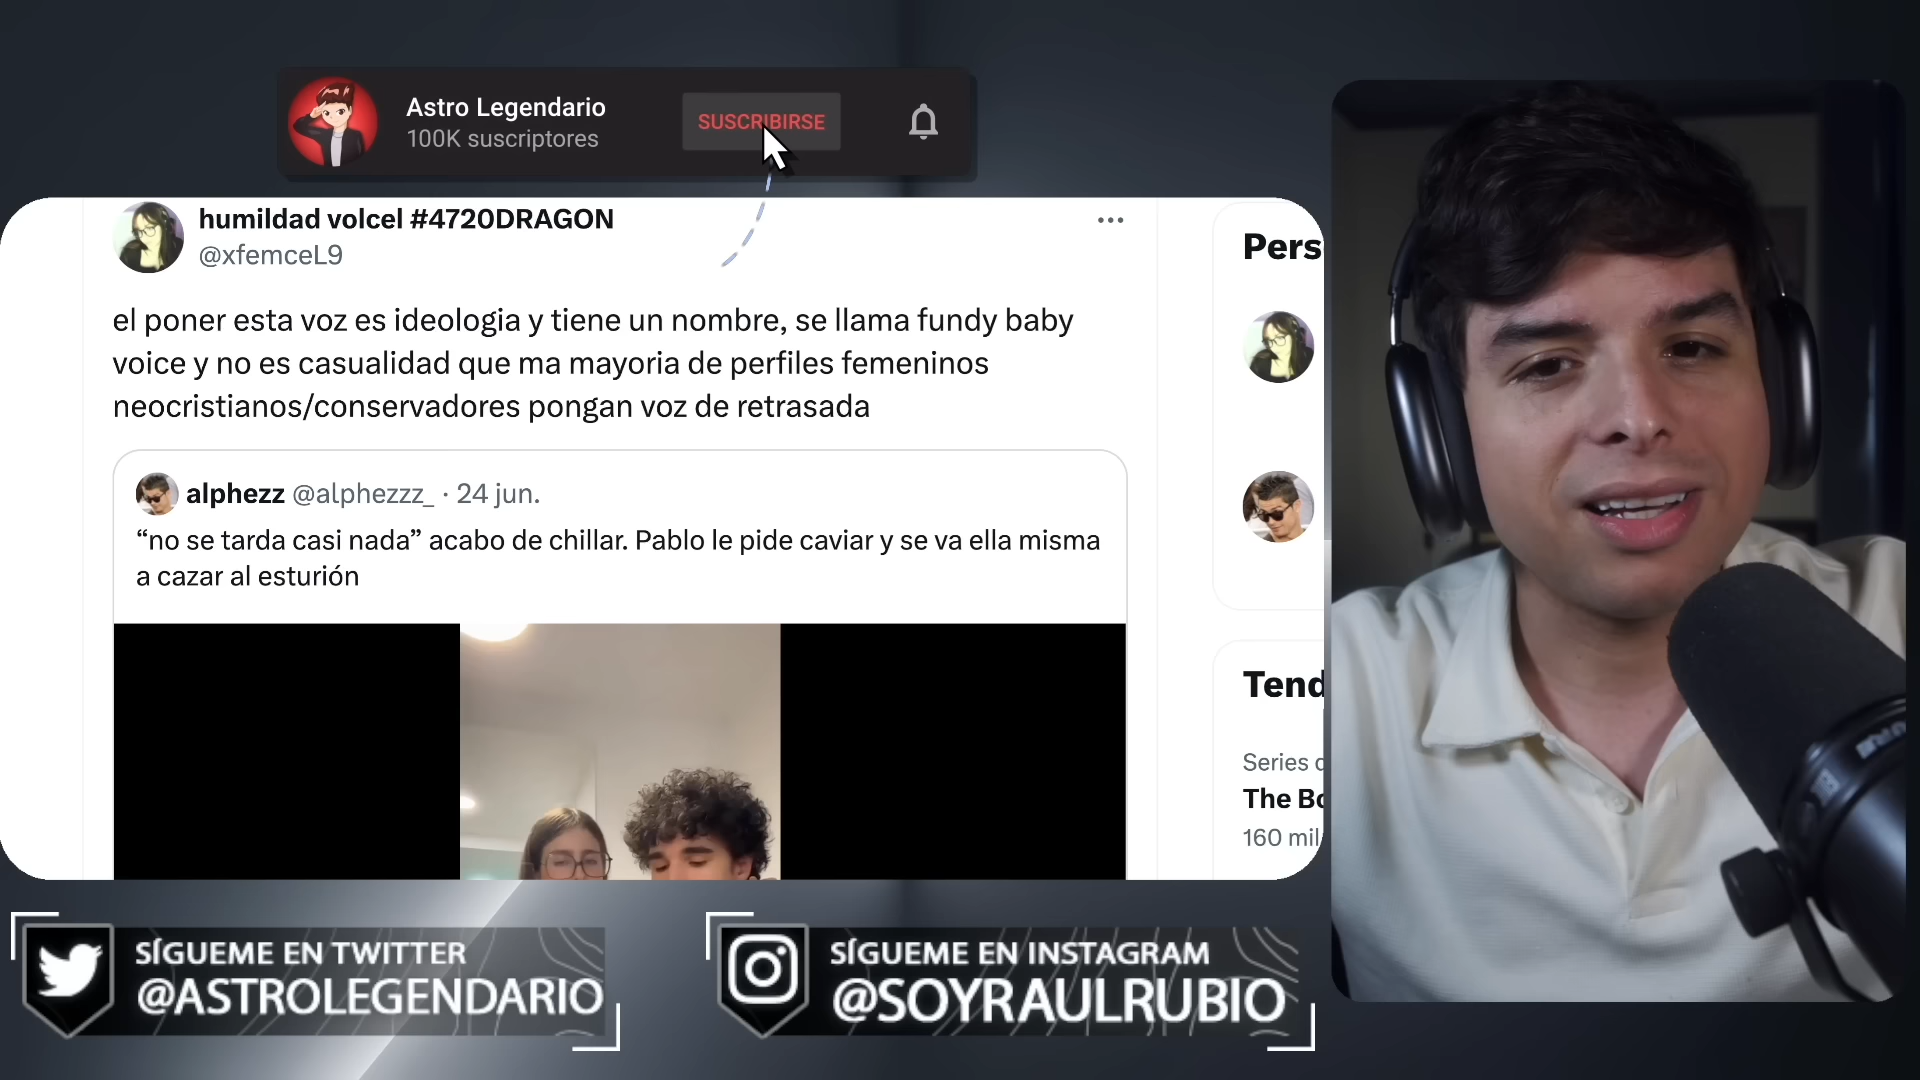 Astro Legendario
100K suscriptores
SUSCRIBIRSE
humildad volcel #4720DRAGON
@xfemceL9
el poner esta voz es ideologia y tiene un nombre, se llama fundy baby
voice y no es casualidad que ma mayoria de perfiles femeninos
neocristianos/conservadores pongan voz de retrasada
alphezz @alphezzz_ · 24 jun.
“no se tarda casi nada” acabo de chillar. Pablo le pide caviar y se va ella misma
a cazar al esturión
Pers
Tend
Series
The Bo
160 mil
SÍGUEME EN TWITTER
@ASTROLEGENDARIO
SÍGUEME EN INSTAGRAM
@SOYRAULRUBIO